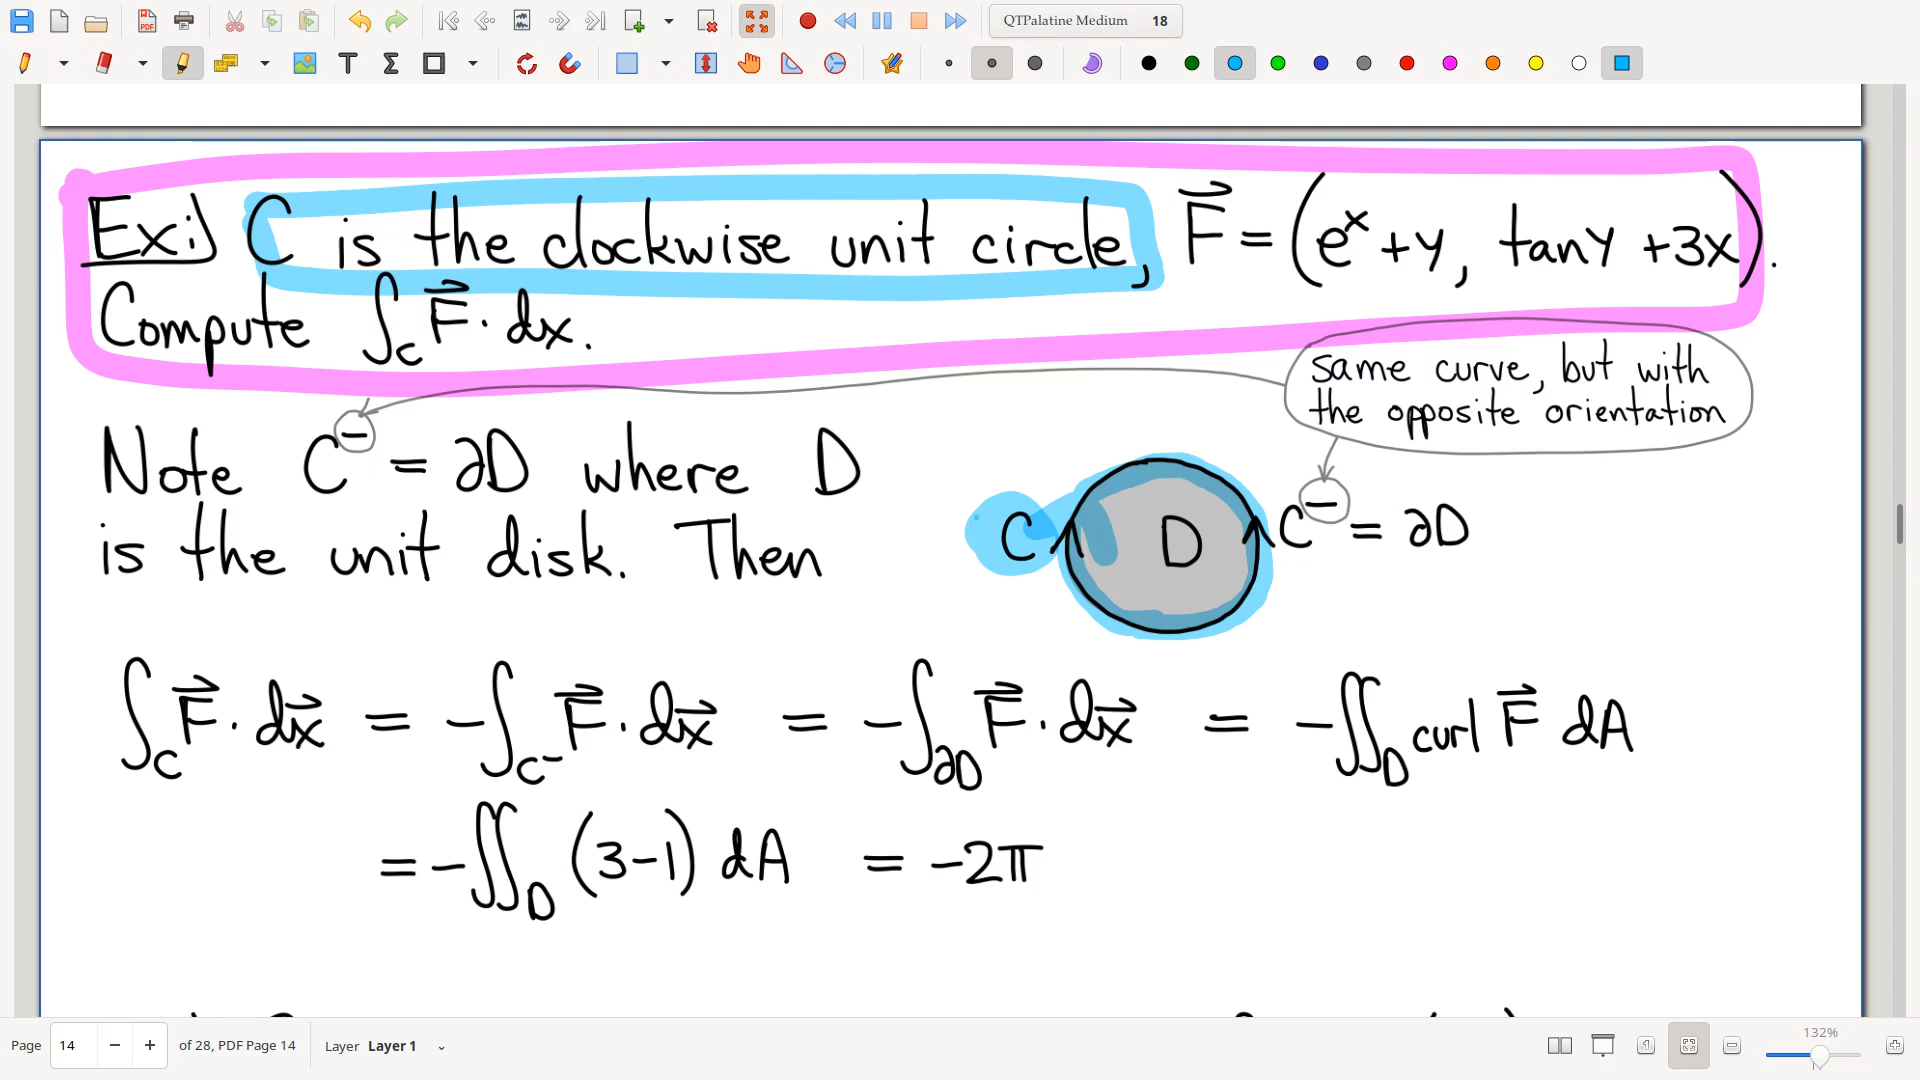 QTPalatine Medium 18
Ex: C is the clockwise unit circle, F⃗ = (eˣ + y, tan y + 3x).
Compute ∫_C F⃗ · dx.
same curve, but with
the opposite orientation
Note C⁻ = ∂D where D
is the unit disk. Then
C D C⁻ = ∂D
∫_C F⃗ · dx⃗ = -∫_C⁻ F⃗ · dx⃗ = -∫_∂D F⃗ · dx⃗ = -∬_D curl F⃗ dA
= -∬_D (3-1) dA = -2π
Page 14 of 28, PDF Page 14 Layer Layer 1 132%